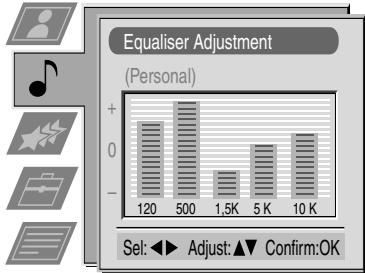 Equaliser Adjustment
(Personal)
+
0
–
120 500 1,5K 5 K 10 K
Sel: ◀▶ Adjust:▲▼ Confirm:OK